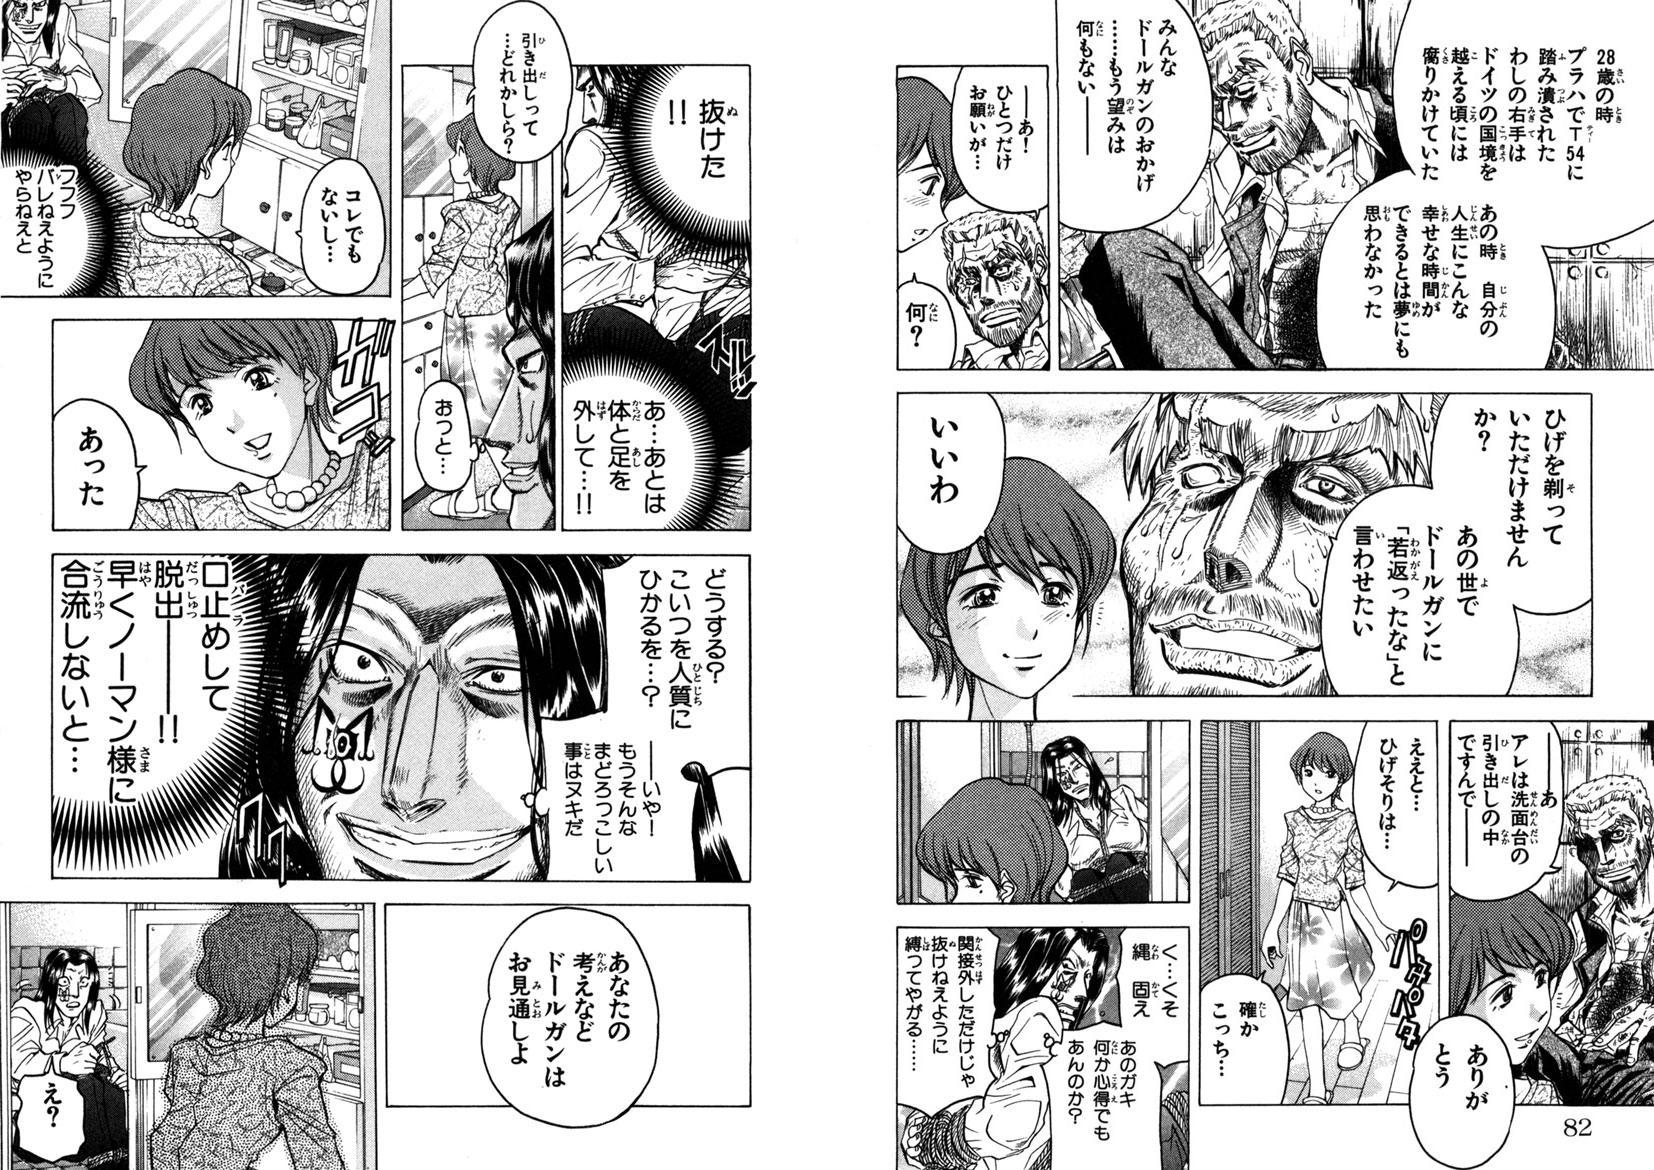 28歳の時
プラハでT54に
踏み潰された
わしの右手は
ドイツの国境を
越える頃には
腐りかけていた
あの時 自分の
人生にこんな
幸せな時間が
できるとは夢にも
思わなかった
みんな
ドールガンのおかげ
……もう望みは
何もない――
――あ!
ひとつだけ
お願いが…
何?
ひげを剃って
いただけません
か?
あの世で
ドールガンに
「若返ったな」と
言わせたい
いいわ
あ
アレは洗面台の
引き出しの中
ですんで――
ありが
とう
ええと…
ひげそりは…
パタパタ
確か
こっち…
く…くそ
縄 固え
あのガキ
何か心得でも
あんのか?
関接外しただけじゃ
抜けねえように
縛ってやがる……
抜けた
!!
ズルッ
あ…あとは
体と足を
外して…!!
引き出しって
…どれかしら?
おっと…
コレでも
ないし…
フフフ
バレねえように
やらねえと
ガラッ
あった
どうする?
こいつを人質に
ひかるを…?
――いや!
もうそんな
まどろっこしい
事はヌキだ
口止めして
脱出――!!
早くノーマン様に
合流しないと…
あなたの
考えなど
ドールガンは
お見通しよ
え?
82